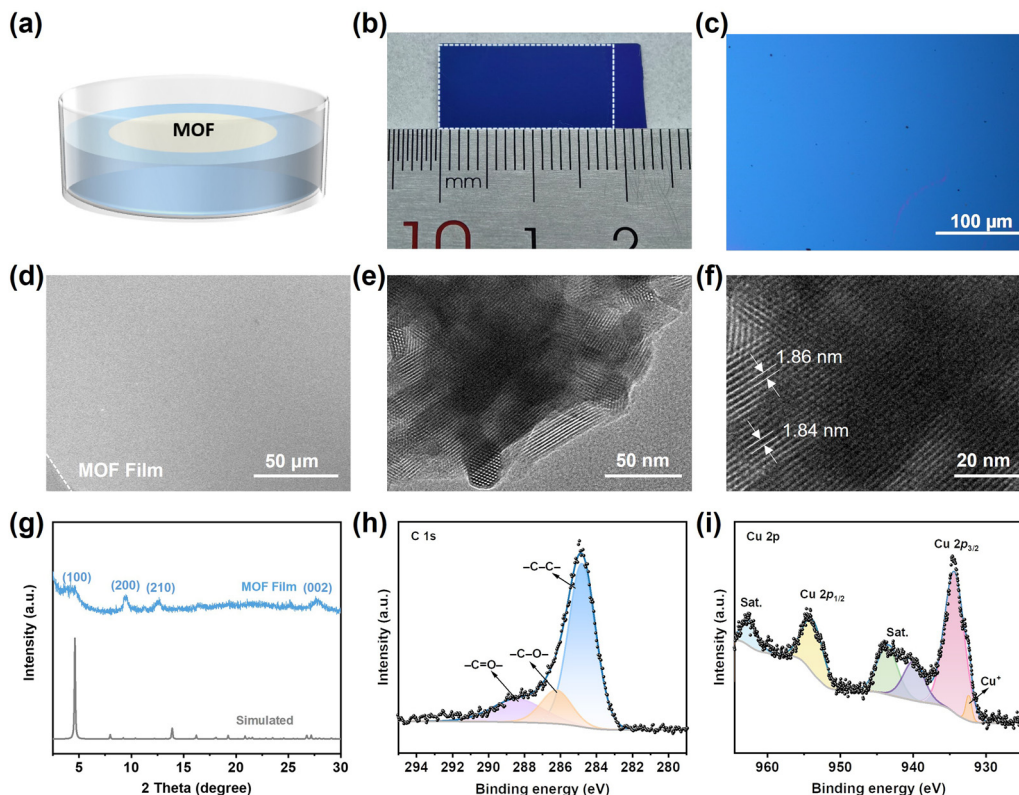 (a)
MOF
(b)
mm
10 1 2
(c)
100 µm
(d)
MOF Film
50 µm
(e)
50 nm
(f)
1.86 nm
1.84 nm
20 nm
(g)
(100)
(200)
(210)
MOF Film
(002)
Simulated
Intensity (a.u.)
5 10 15 20 25 30
2 Theta (degree)
(h)
C 1s
–C–C–
–C–O–
–C=O–
Intensity (a.u.)
294 292 290 288 286 284 282 280
Binding energy (eV)
(i)
Cu 2p
Cu 2p3/2
Cu 2p1/2
Sat.
Sat.
Cu+
Intensity (a.u.)
960 950 940 930
Binding energy (eV)